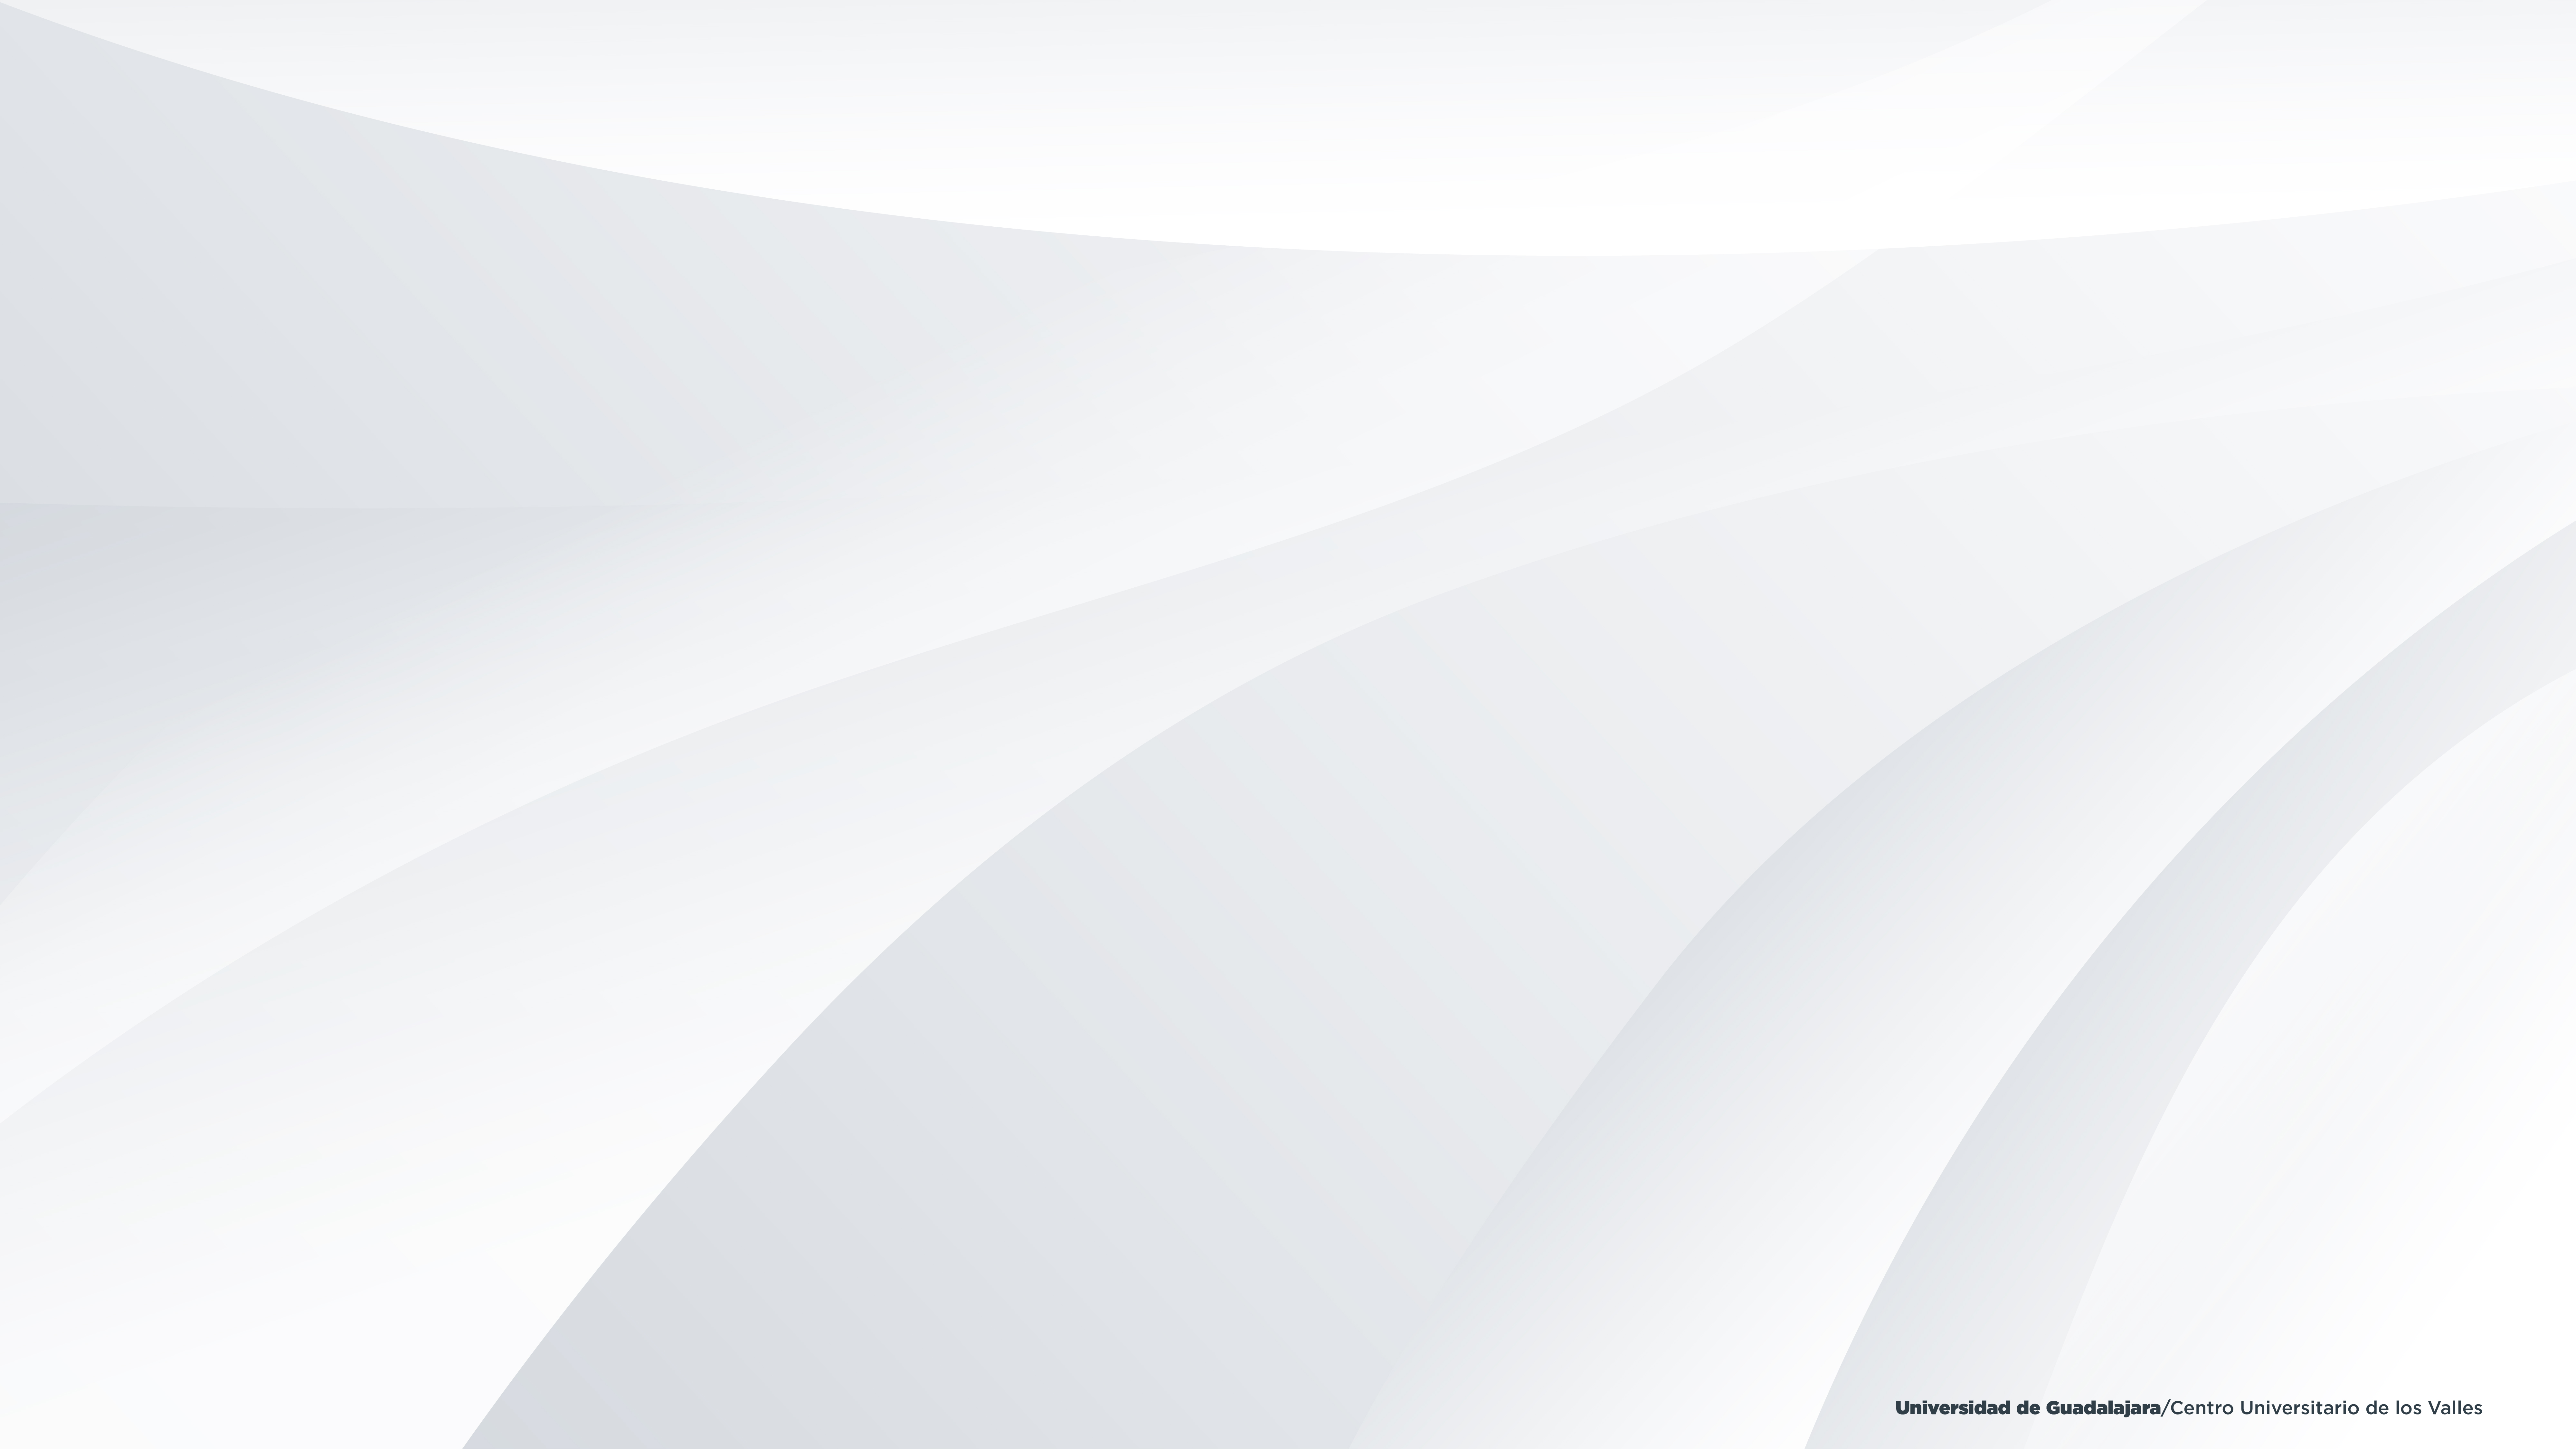 Universidad de Guadalajara/Centro Universitario de los Valles